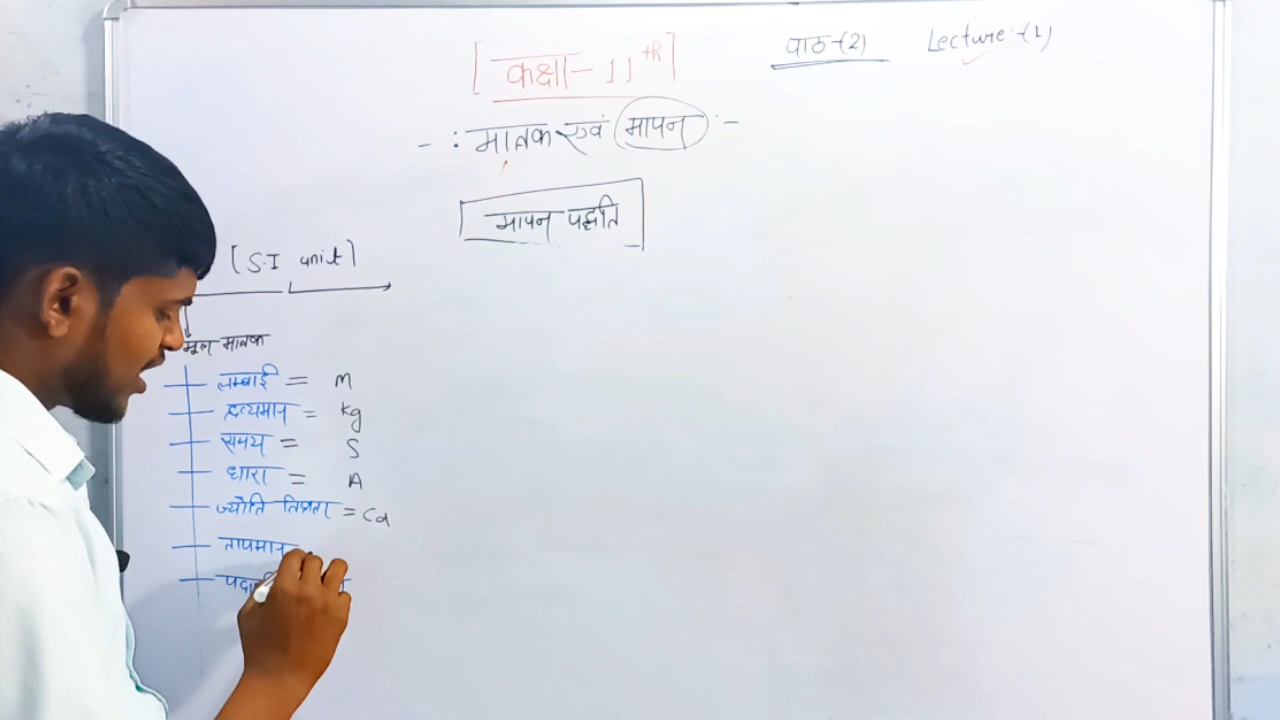 [कक्षा- 11th]
पाठ-(2)
Lecture:-(1)
- : मात्रक एवं मापन :-
मापन पद्धति
[S.I unit]
मूल मात्रक
लम्बाई = M
द्रव्यमान = kg
समय = S
धारा = A
ज्योति तिव्रता = Cd
तापमान